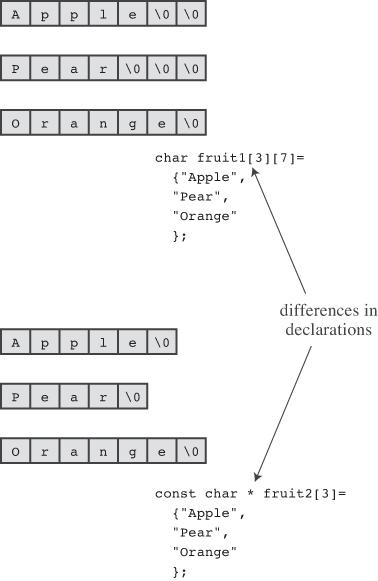 A p p l e \0 \0
P e a r \0 \0 \0
O r a n g e \0
char fruit1[3][7]=
{"Apple",
"Pear",
"Orange"
};
differences in
declarations
A p p l e \0
P e a r \0
O r a n g e \0
const char * fruit2[3]=
{"Apple",
"Pear",
"Orange"
};